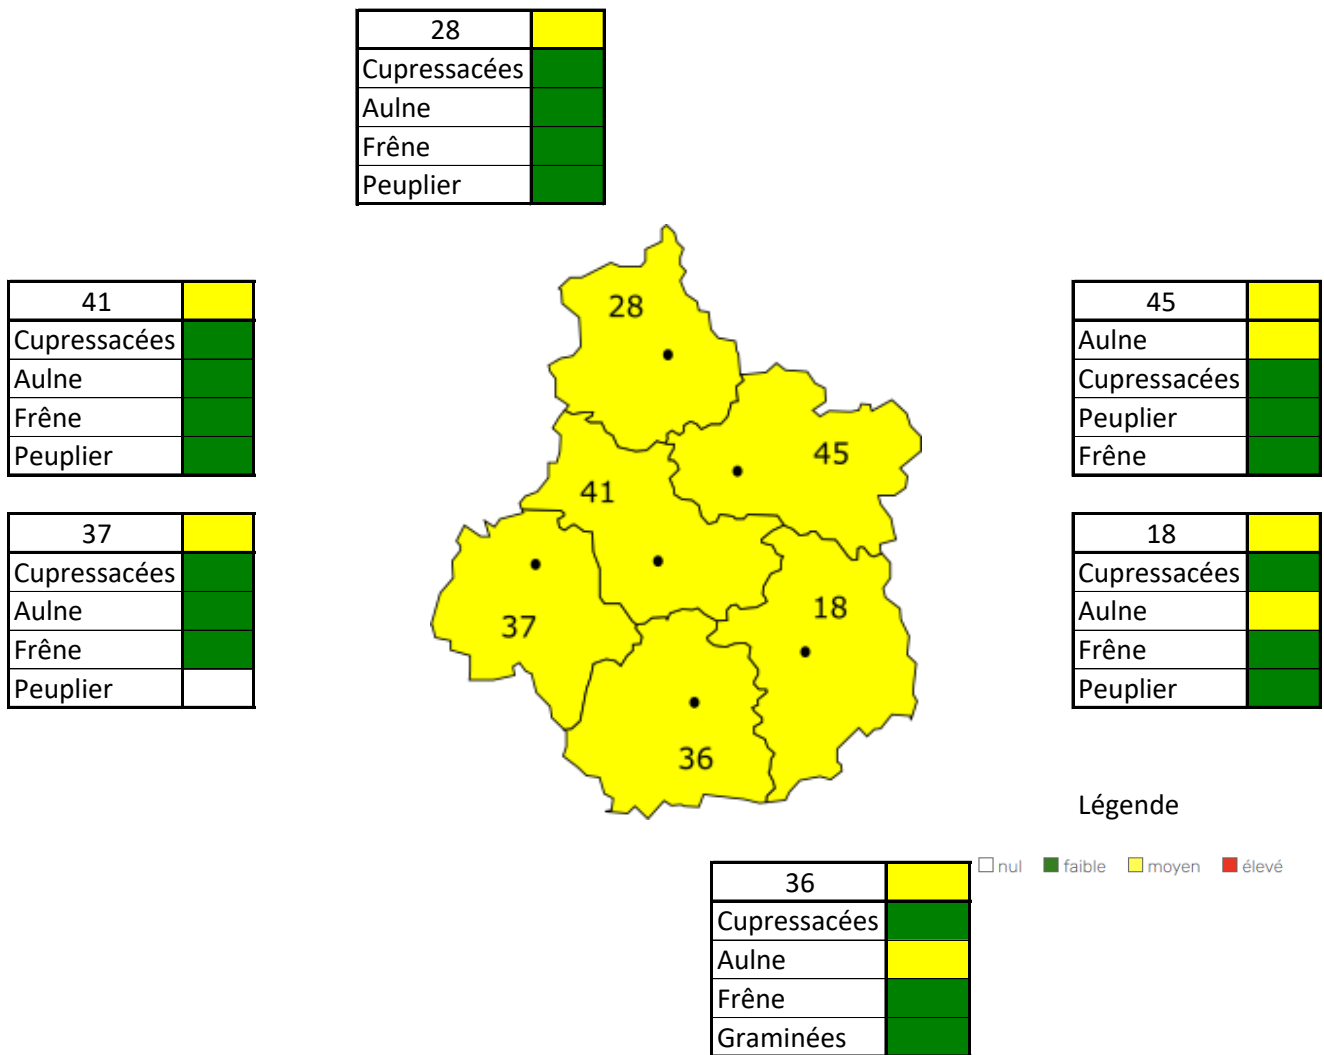 28
Cupressacées
Aulne
Frêne
Peuplier
41
Cupressacées
Aulne
Frêne
Peuplier
37
Cupressacées
Aulne
Frêne
Peuplier
28
45
41
37
18
36
45
Aulne
Cupressacées
Peuplier
Frêne
18
Cupressacées
Aulne
Frêne
Peuplier
Légende
nul faible moyen élevé
36
Cupressacées
Aulne
Frêne
Graminées